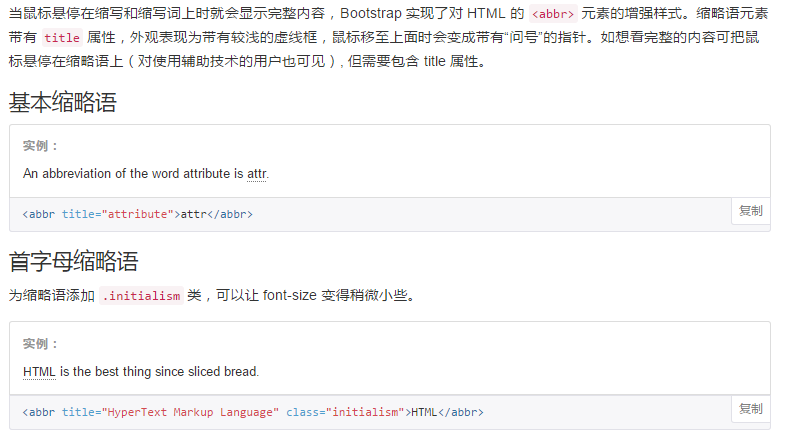 当鼠标悬停在缩写和缩写词上时就会显示完整内容，Bootstrap 实现了对 HTML 的 <abbr> 元素的增强样式。缩略语元素
带有 title 属性，外观表现为带有较浅的虚线框，鼠标移至上面时会变成带有“问号”的指针。如想看完整的内容可把鼠
标悬停在缩略语上（对使用辅助技术的用户也可见）, 但需要包含 title 属性。
基本缩略语
实例：
An abbreviation of the word attribute is attr.
<abbr title="attribute">attr</abbr>
复制
首字母缩略语
为缩略语添加 .initialism 类，可以让 font-size 变得稍微小些。
实例：
HTML is the best thing since sliced bread.
<abbr title="HyperText Markup Language" class="initialism">HTML</abbr>
复制